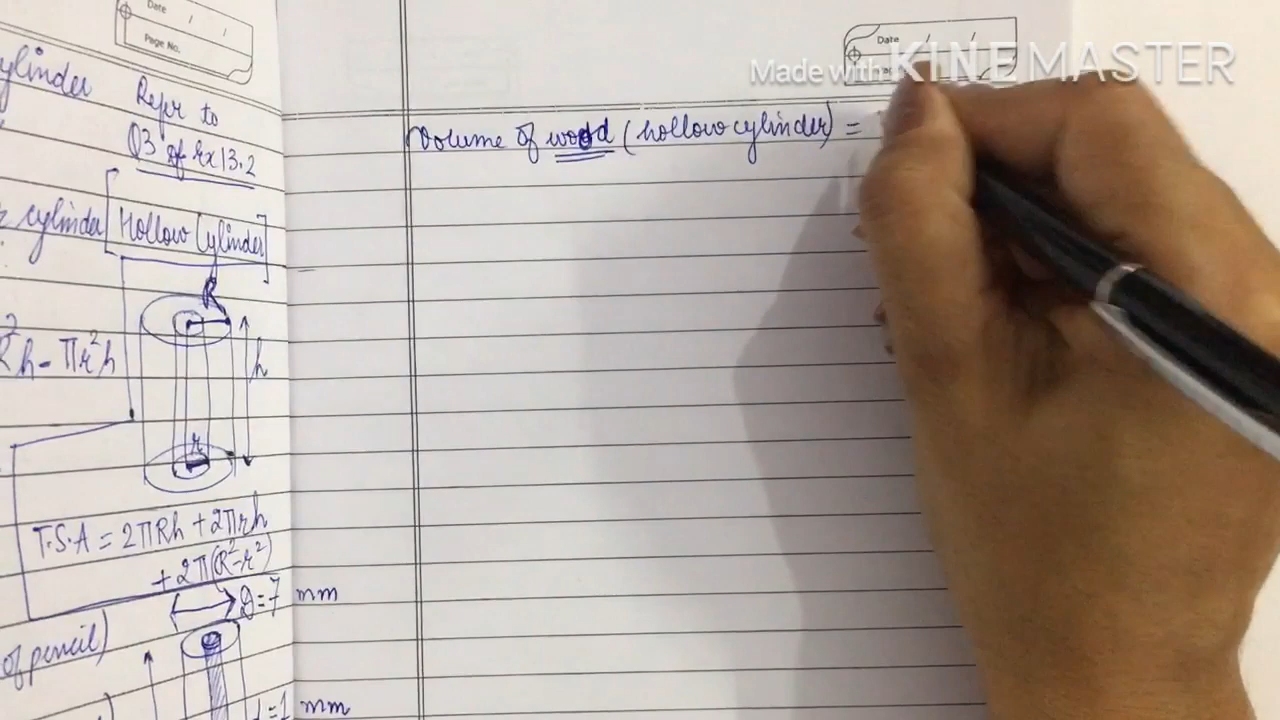 Date / /
Page No.
ylinder
Refer to
Q3 of Ex 13.2
cylinder [Hollow Cylinder]
R
R²h - πr²h
h
r
T.S.A = 2πRh + 2πrh
+ 2π(R²-r²)
D=7 mm
of pencil)
d=1 mm
Date / /
Made with KINEMASTER
Volume of wood (hollow cylinder) =